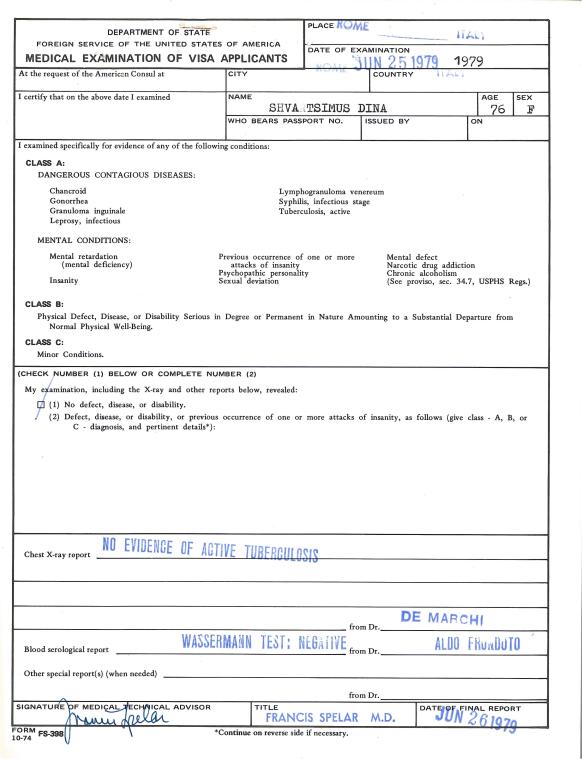 DEPARTMENT OF STATE
FOREIGN SERVICE OF THE UNITED STATES OF AMERICA
MEDICAL EXAMINATION OF VISA APPLICANTS
PLACE ROME ITALY
DATE OF EXAMINATION
JUN 25 1979 1979
At the request of the American Consul at
CITY
ROME
COUNTRY
ITALY
I certify that on the above date I examined
NAME
SHVATSIMUS DINA
AGE
76
SEX
F
WHO BEARS PASSPORT NO.
ISSUED BY
ON
I examined specifically for evidence of any of the following conditions:
CLASS A:
DANGEROUS CONTAGIOUS DISEASES:
Chancroid
Gonorrhea
Granuloma inguinale
Leprosy, infectious
Lymphogranuloma venereum
Syphilis, infectious stage
Tuberculosis, active
MENTAL CONDITIONS:
Mental retardation
(mental deficiency)
Insanity
Previous occurrence of one or more
attacks of insanity
Psychopathic personality
Sexual deviation
Mental defect
Narcotic drug addiction
Chronic alcoholism
(See proviso, sec. 34.7, USPHS Regs.)
CLASS B:
Physical Defect, Disease, or Disability Serious in Degree or Permanent in Nature Amounting to a Substantial Departure from
Normal Physical Well-Being.
CLASS C:
Minor Conditions.
(CHECK NUMBER (1) BELOW OR COMPLETE NUMBER (2)
My examination, including the X-ray and other reports below, revealed:
(1) No defect, disease, or disability.
(2) Defect, disease, or disability, or previous occurrence of one or more attacks of insanity, as follows (give class - A, B, or
C - diagnosis, and pertinent details*):
Chest X-ray report NO EVIDENCE OF ACTIVE TUBERCULOSIS
from Dr. DE MARCHI
Blood serological report WASSERMANN TEST: NEGATIVE from Dr. ALDO
Other special report(s) (when needed)
from Dr.
SIGNATURE OF MEDICAL TECHNICAL ADVISOR
Francis Spelar
TITLE
FRANCIS SPELAR M.D.
DATE OF FINAL REPORT
JUN 26 1979
FORM FS-398
10-74
*Continue on reverse side if necessary.